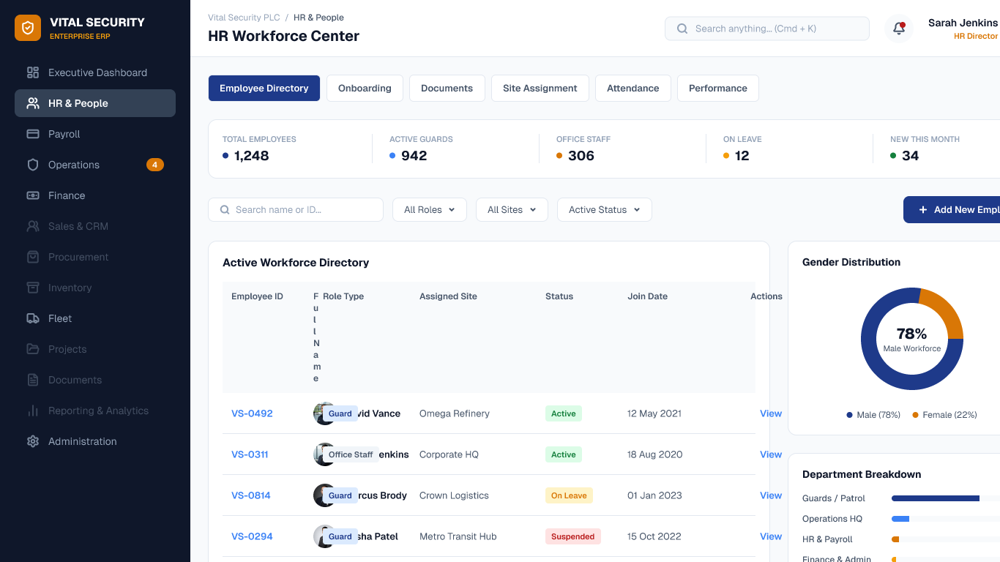 VITAL SECURITY
ENTERPRISE ERP
Executive Dashboard
HR & People
Payroll
Operations 4
Finance
Sales & CRM
Procurement
Inventory
Fleet
Projects
Documents
Reporting & Analytics
Administration
Vital Security PLC / HR & People
HR Workforce Center
Search anything... (Cmd + K)
Sarah Jenkins
HR Director
Employee Directory Onboarding Documents Site Assignment Attendance Performance
TOTAL EMPLOYEES ACTIVE GUARDS OFFICE STAFF ON LEAVE NEW THIS MONTH
1,248 942 306 12 34
Search name or ID... All Roles All Sites Active Status
+ Add New Empl
Active Workforce Directory
Employee ID Full Name Role Type Assigned Site Status Join Date Actions
VS-0492 Guard vid Vance Omega Refinery Active 12 May 2021 View
VS-0311 Office Staff enkins Corporate HQ Active 18 Aug 2020 View
VS-0814 Guard rcus Brody Crown Logistics On Leave 01 Jan 2023 View
VS-0294 Guard sha Patel Metro Transit Hub Suspended 15 Oct 2022 View
Gender Distribution
78%
Male Workforce
Male (78%) Female (22%)
Department Breakdown
Guards / Patrol
Operations HQ
HR & Payroll
Finance & Admin